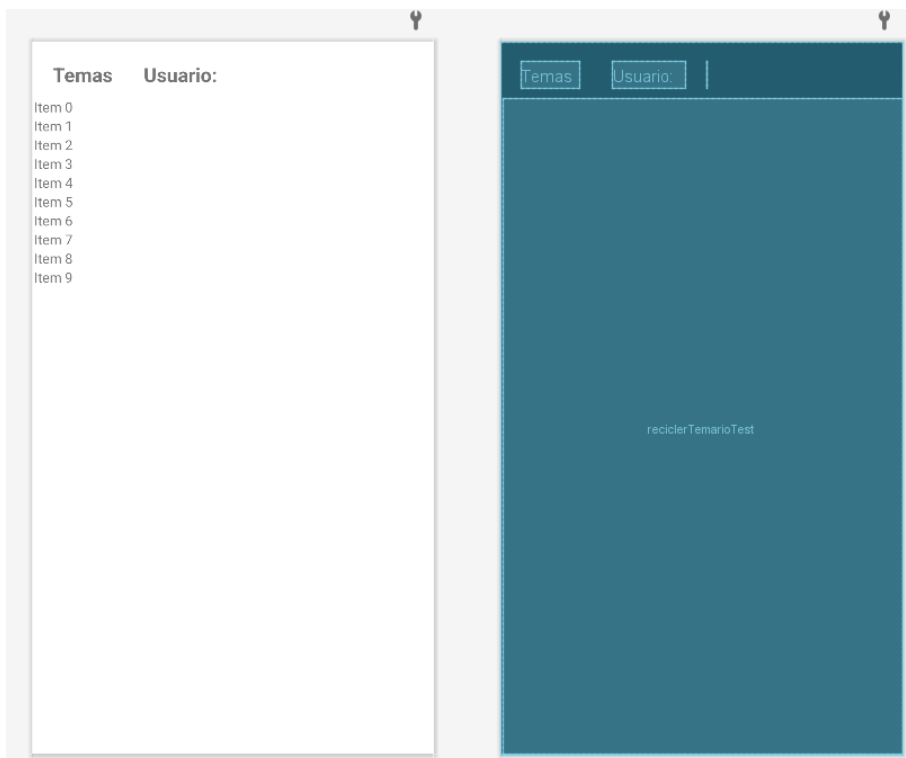 Temas Usuario:
Item 0
Item 1
Item 2
Item 3
Item 4
Item 5
Item 6
Item 7
Item 8
Item 9
Temas Usuario:
reciclerTemarioTest